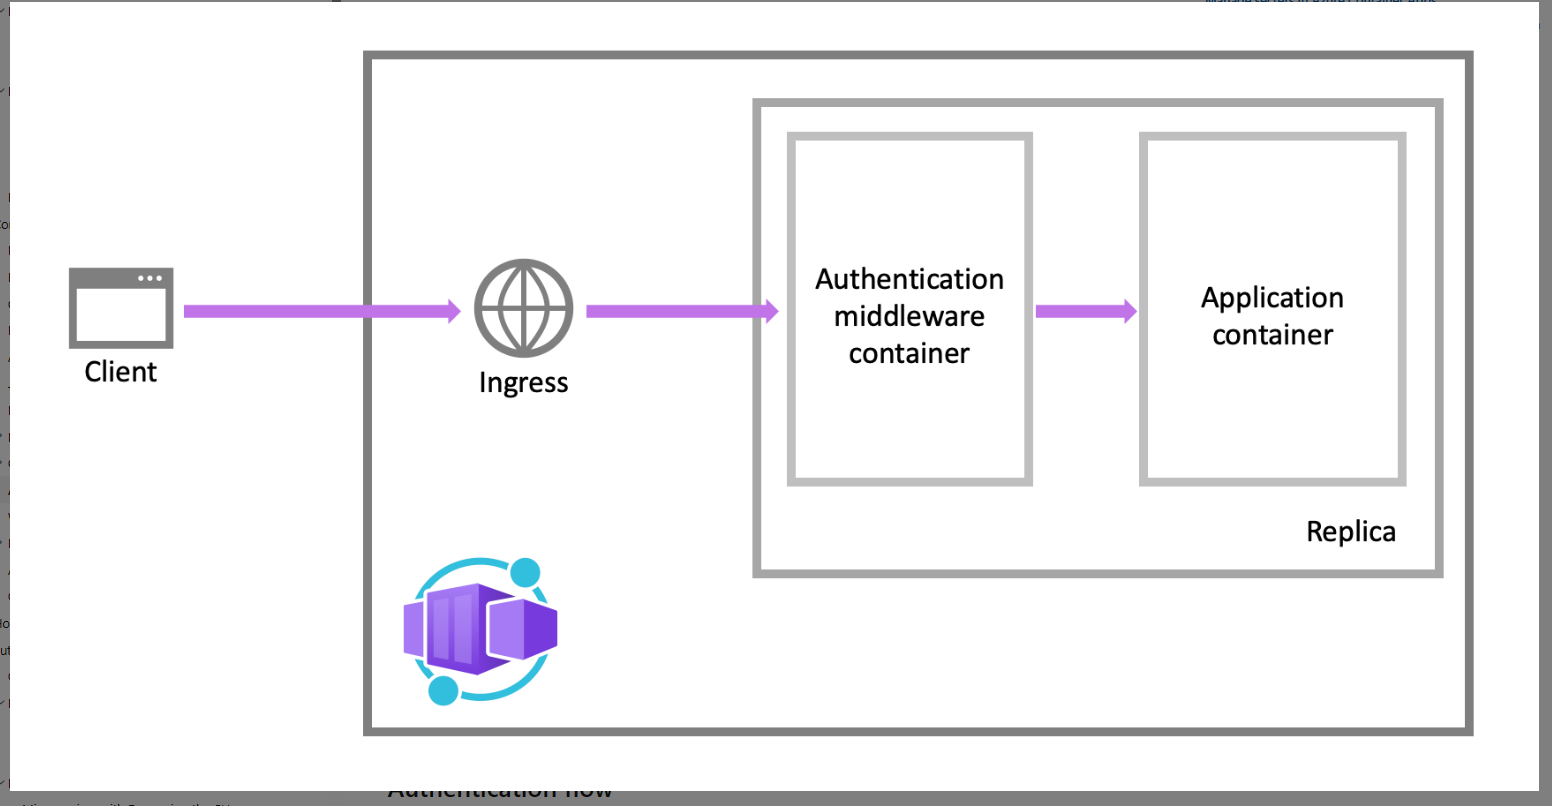 Client
Ingress
Authentication
middleware
container
Application
container
Replica